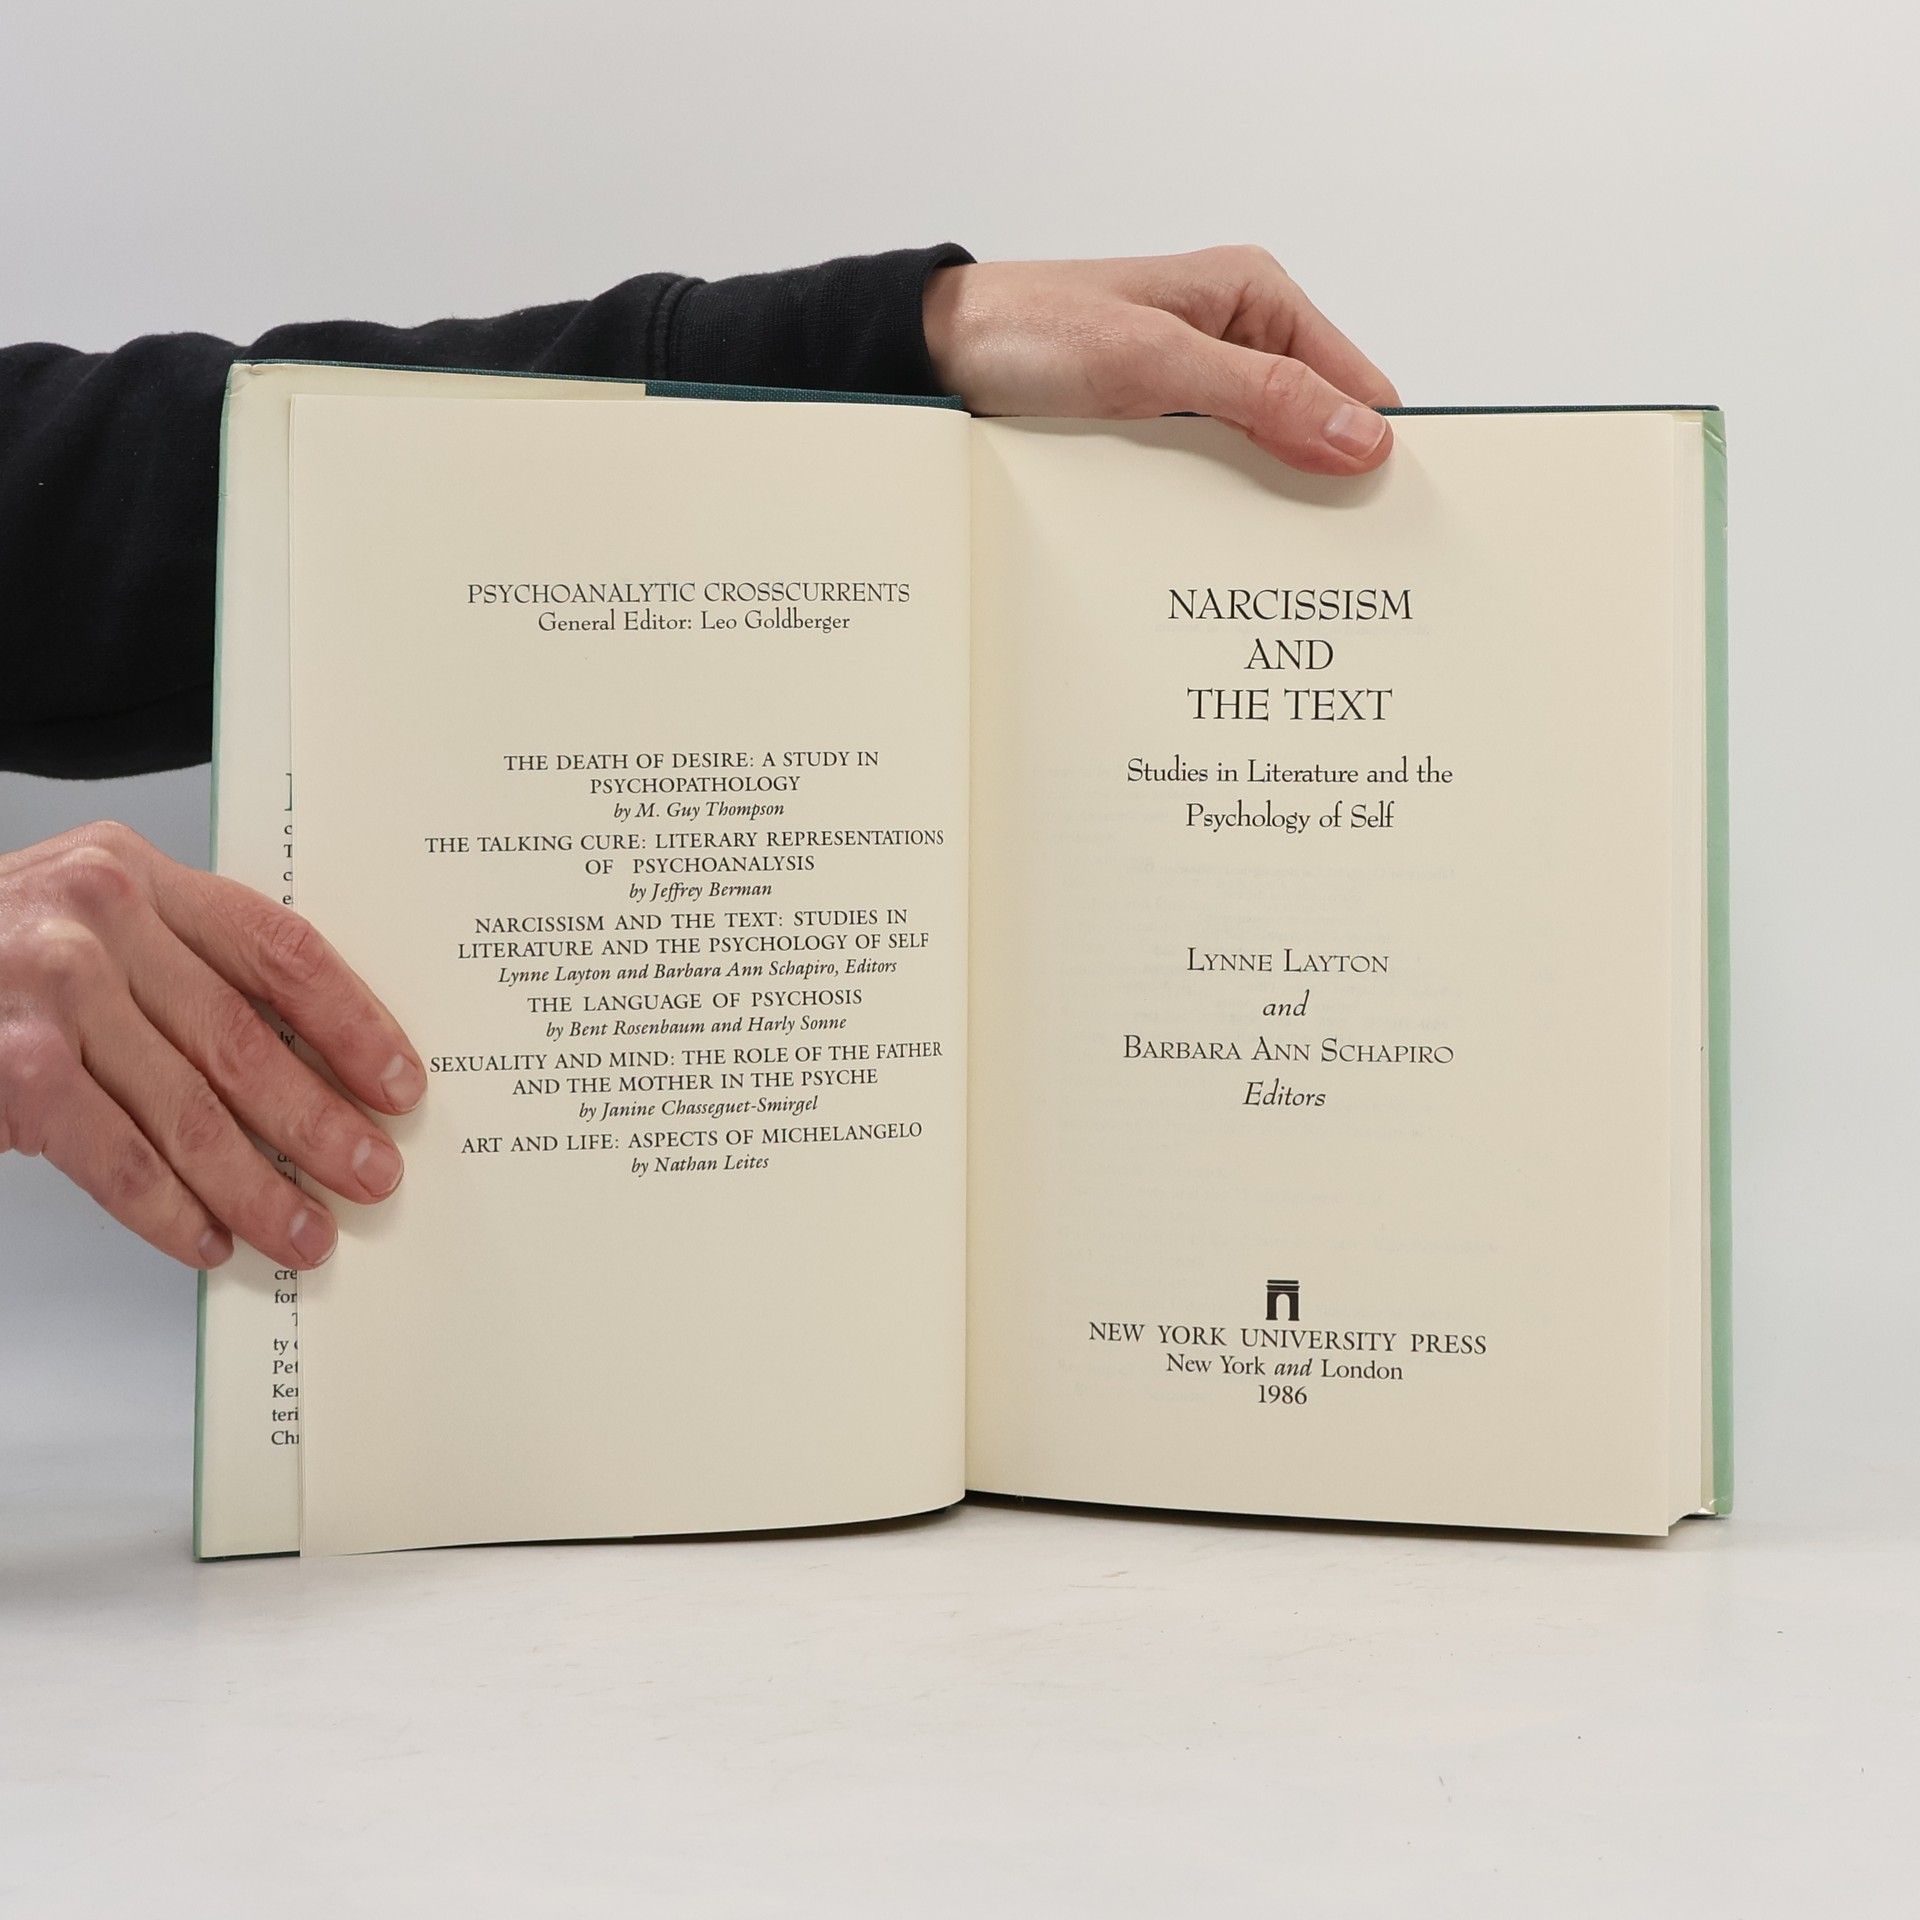 PSYCHOANALYTIC CROSSCURRENTS
General Editor: Leo Goldberger
THE DEATH OF DESIRE: A STUDY IN
PSYCHOPATHOLOGY
by M. Guy Thompson
THE TALKING CURE: LITERARY REPRESENTATIONS
OF PSYCHOANALYSIS
by Jeffrey Berman
NARCISSISM AND THE TEXT: STUDIES IN
LITERATURE AND THE PSYCHOLOGY OF SELF
Lynne Layton and Barbara Ann Schapiro, Editors
THE LANGUAGE OF PSYCHOSIS
by Bent Rosenbaum and Harly Sonne
SEXUALITY AND MIND: THE ROLE OF THE FATHER
AND THE MOTHER IN THE PSYCHE
by Janine Chasseguet-Smirgel
ART AND LIFE: ASPECTS OF MICHELANGELO
by Nathan Leites
NARCISSISM
AND
THE TEXT
Studies in Literature and the
Psychology of Self
LYNNE LAYTON
and
BARBARA ANN SCHAPIRO
Editors
NEW YORK UNIVERSITY PRESS
New York and London
1986